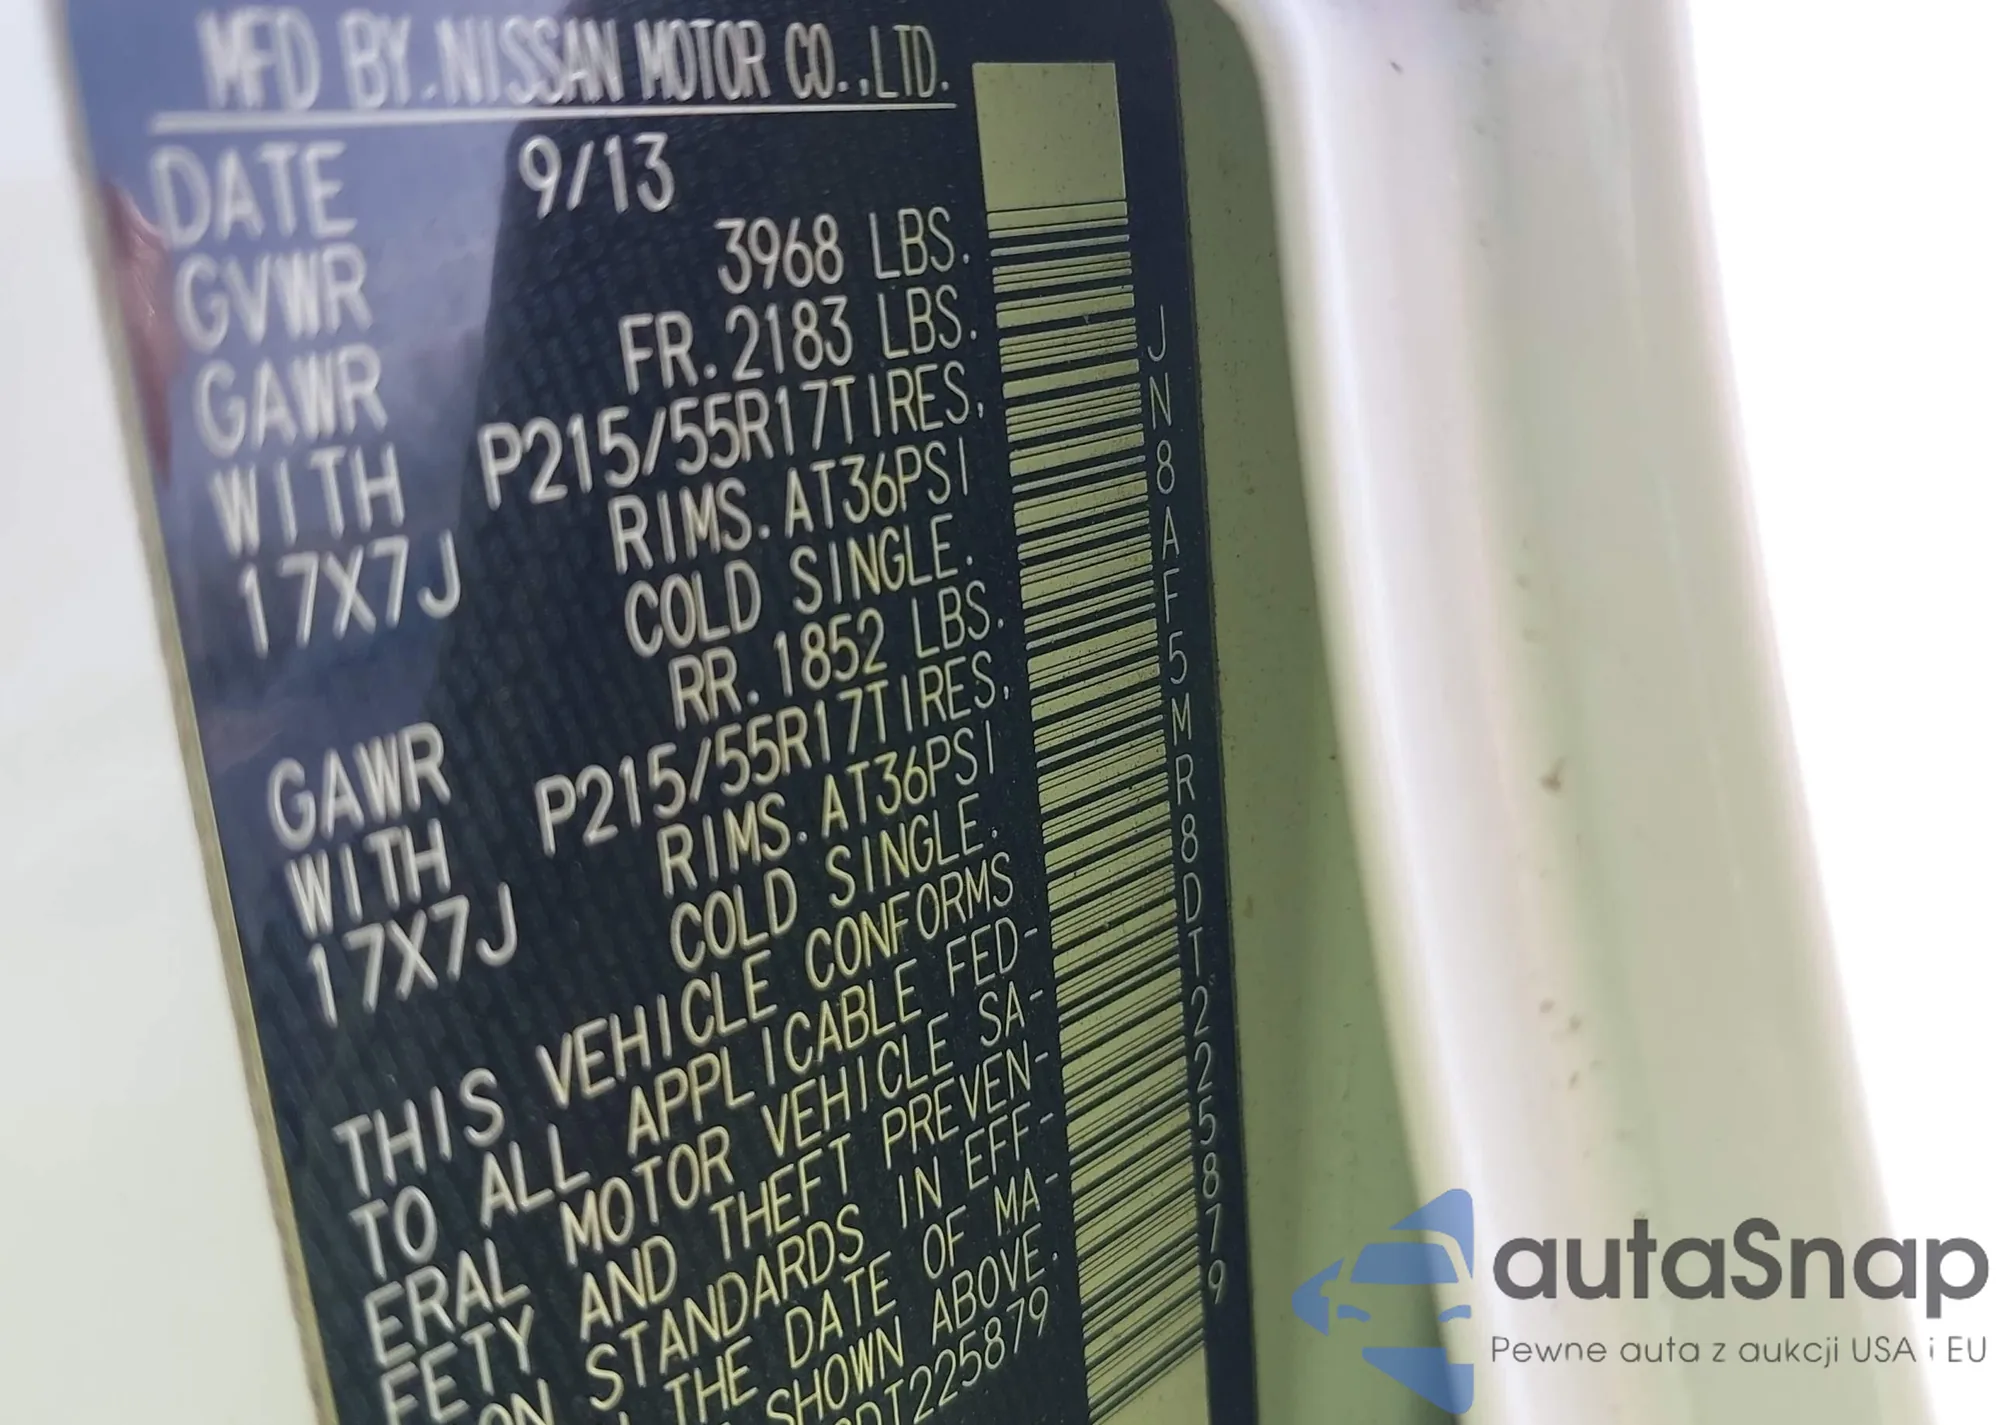 MFD BY.NISSAN MOTOR CO.,LTD.
DATE 9/13
GVWR 3968 LBS.
GAWR FR.2183 LBS.
WITH P215/55R17TIRES,
17X7J RIMS.AT36PSI
COLD SINGLE.
GAWR RR.1852 LBS.
WITH P215/55R17TIRES,
17X7J RIMS.AT36PSI
COLD SINGLE.
THIS VEHICLE CONFORMS
TO ALL APPLICABLE FED-
ERAL MOTOR VEHICLE SA-
FETY AND THEFT PREVEN-
ON STANDARDS IN EFF-
THE DATE OF MA-
SHOWN ABOVE.
DT225879
JN8AF5MR8DT225879
autaSnap
Pewne auta z aukcji USA i EU